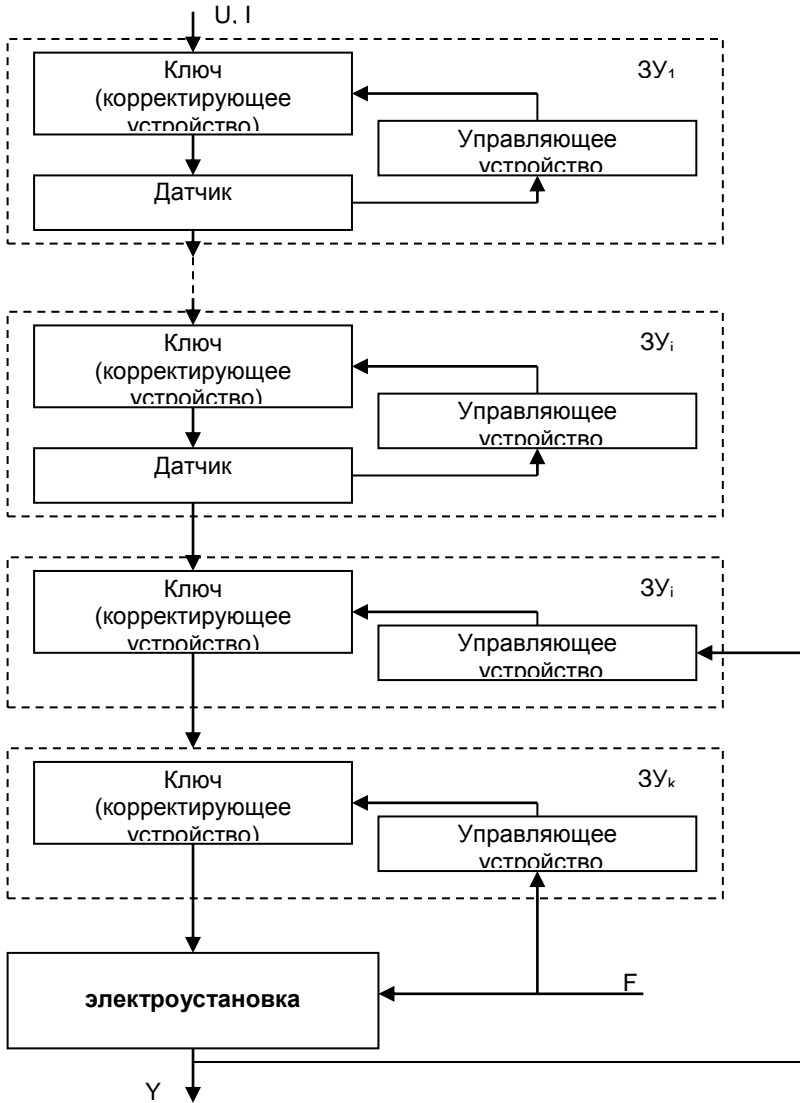 U, I
Ключ
(корректирующее
устройство)
ЗУ₁
Управляющее
устройство
Датчик
Ключ
(корректирующее
устройство)
ЗУᵢ
Управляющее
устройство
Датчик
Ключ
(корректирующее
устройство)
ЗУⱼ
Управляющее
устройство
Ключ
(корректирующее
устройство)
ЗУₖ
Управляющее
устройство
электроустановка
F
Y